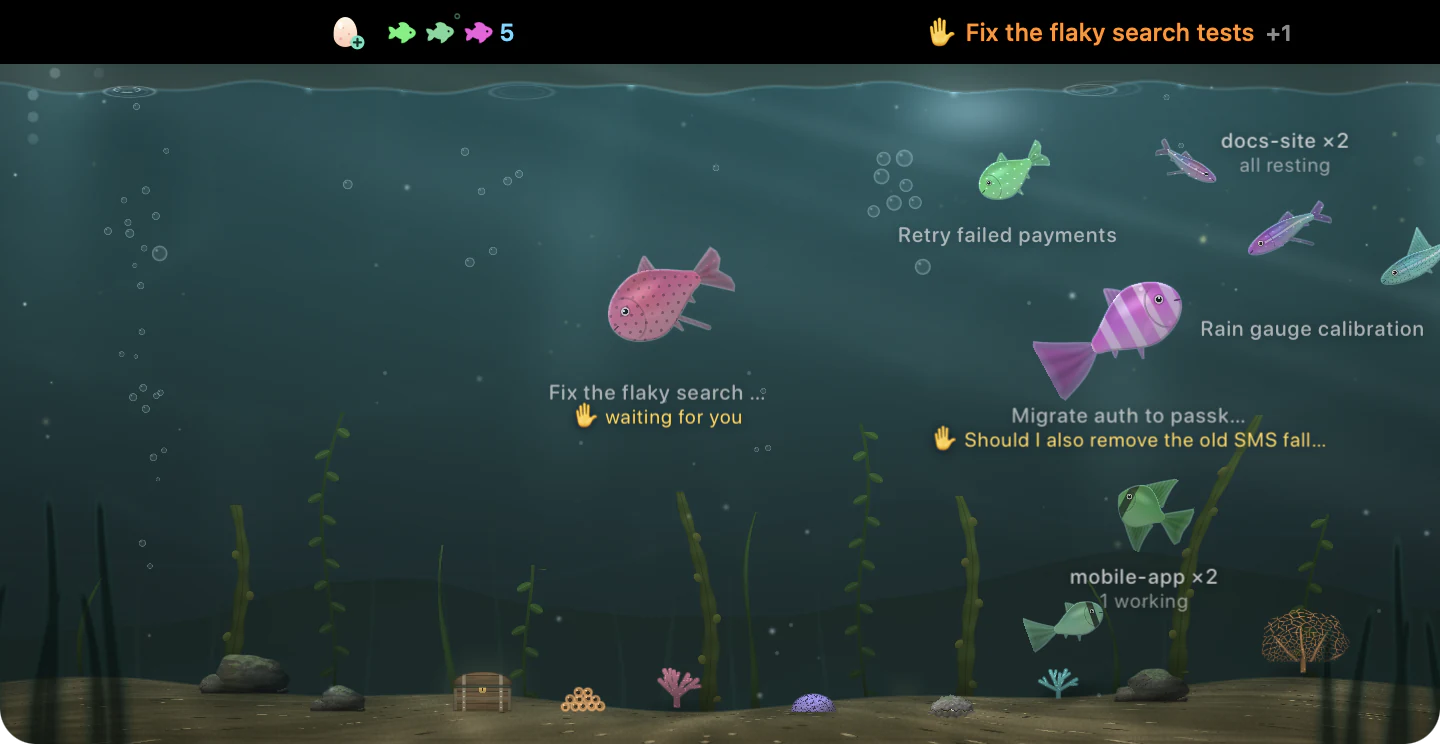 5
Fix the flaky search tests +1
docs-site ×2
all resting
Retry failed payments
Rain gauge calibration
Fix the flaky search ...
waiting for you
Migrate auth to passk...
Should I also remove the old SMS fall...
mobile-app ×2
1 working